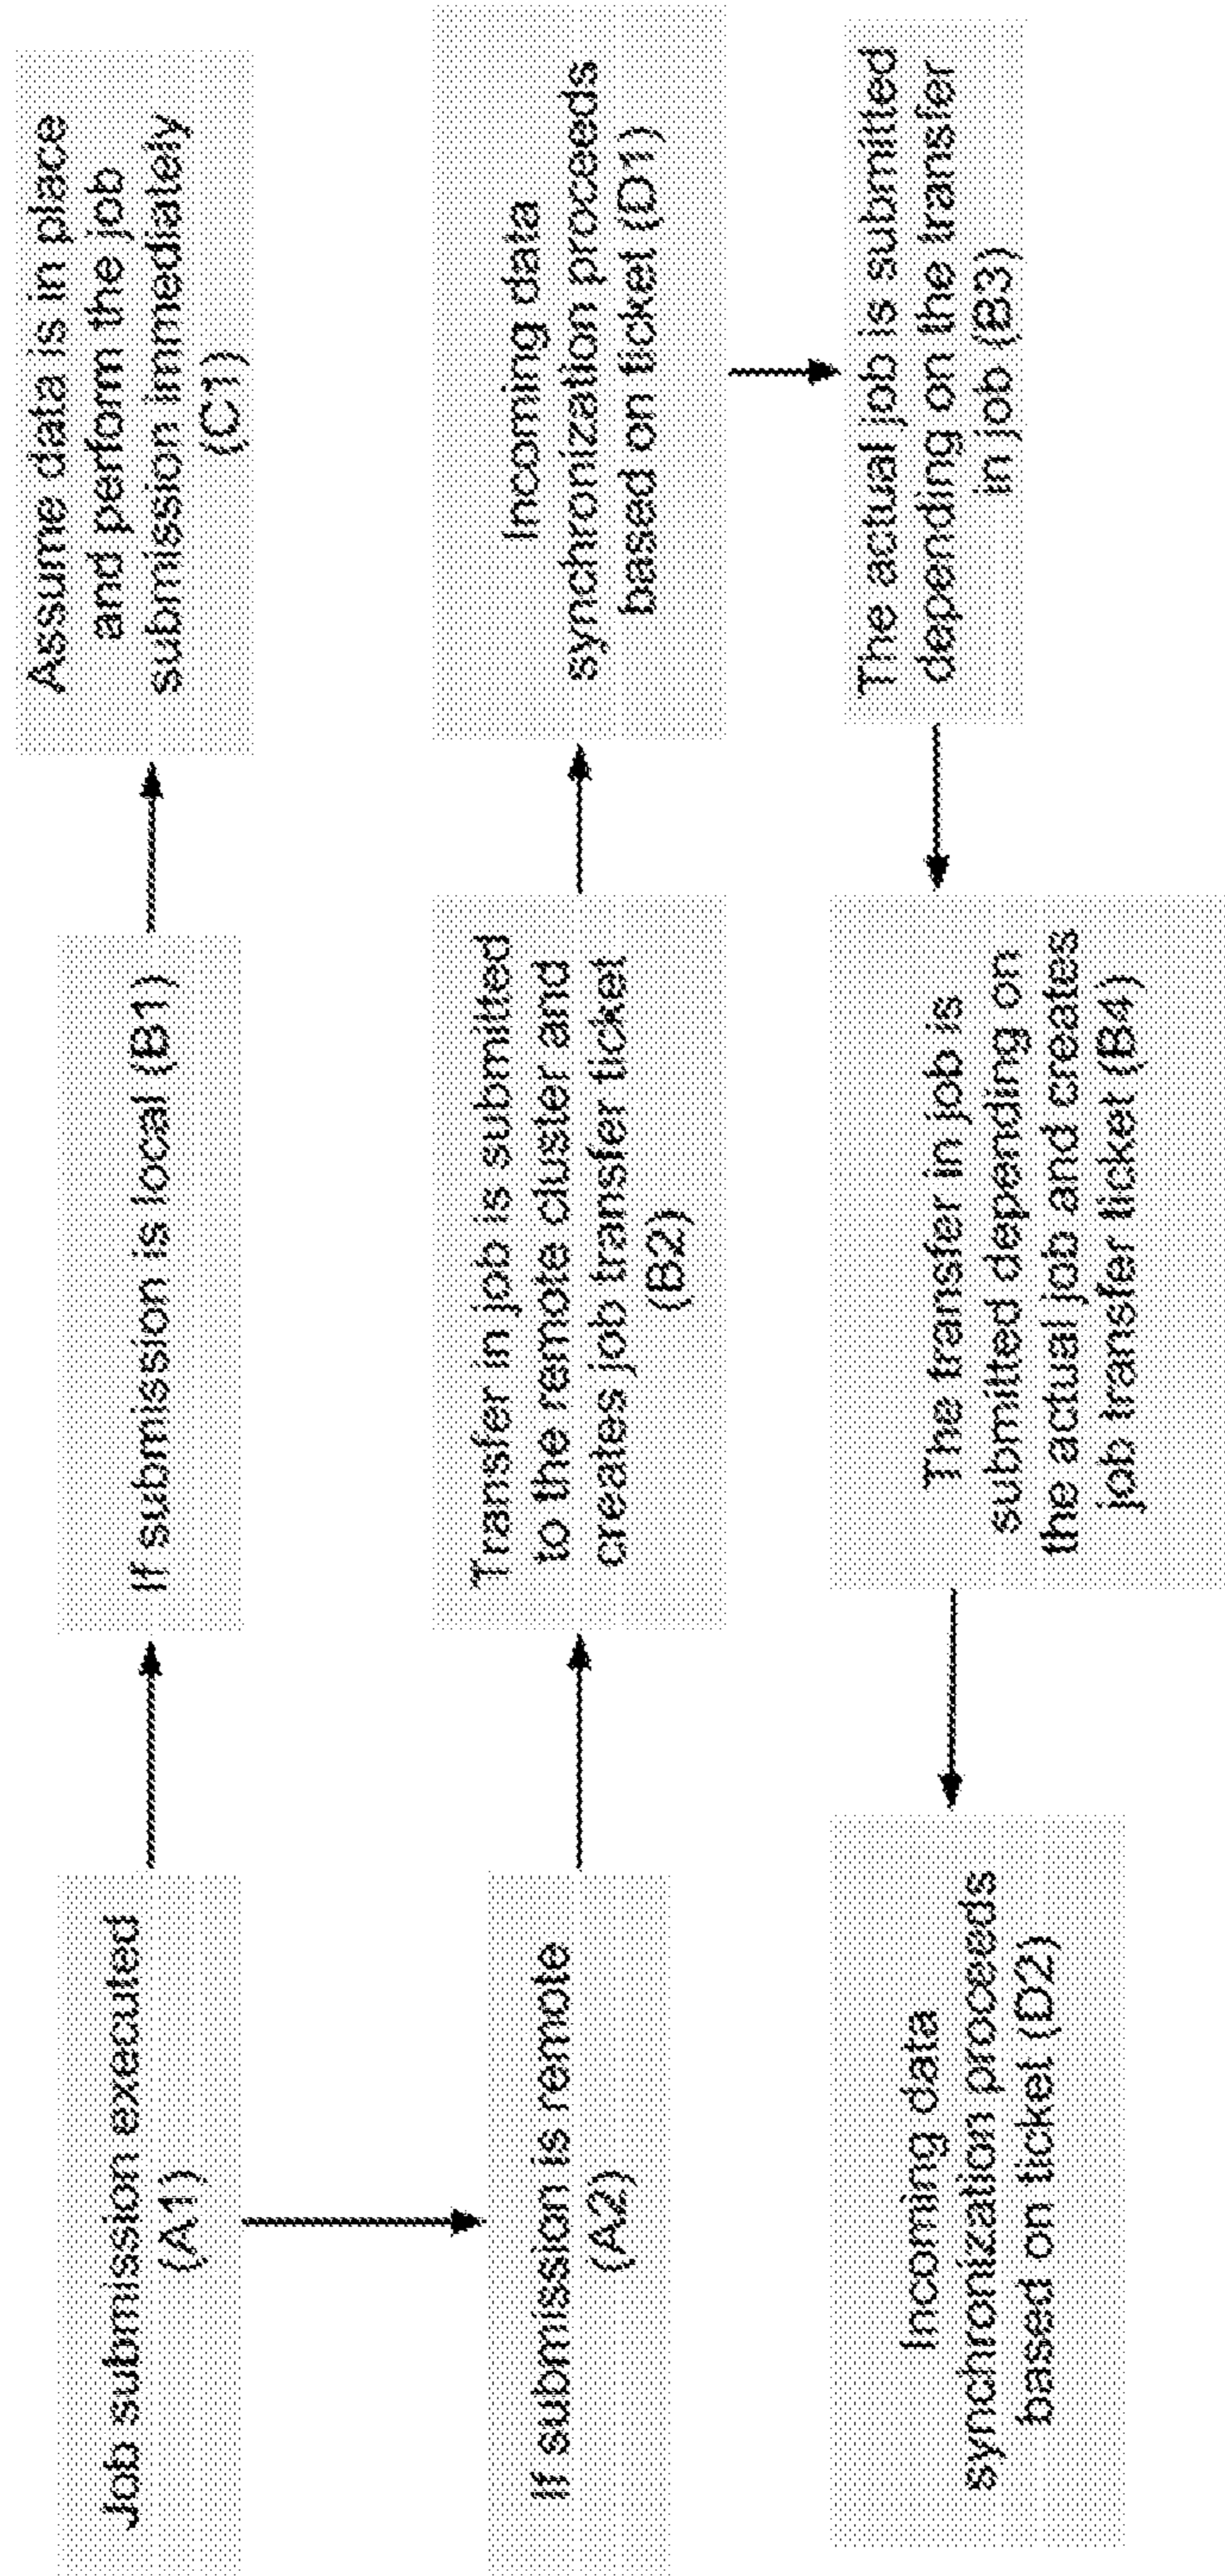 Job submission executed
(A1)
If submission is local (B1)
Assume data is in place
and perform the job
submission immediately
(C1)
If submission is remote
(A2)
Transfer in job is submitted
to the remote cluster and
creates job transfer ticket
(B2)
Incoming data
synchronization proceeds
based on ticket (D1)
The actual job is submitted
depending on the transfer
in job (B3)
The transfer in job is
submitted depending on
the actual job and creates
job transfer ticket (B4)
Incoming data
synchronization proceeds
based on ticket (D2)